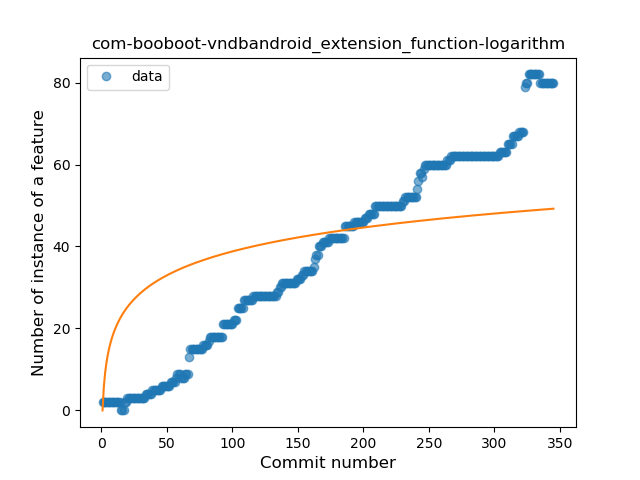 com-booboot-vndbandroid_extension_function-logarithm
data
Number of instance of a feature
80
60
40
20
0
0 50 100 150 200 250 300 350
Commit number